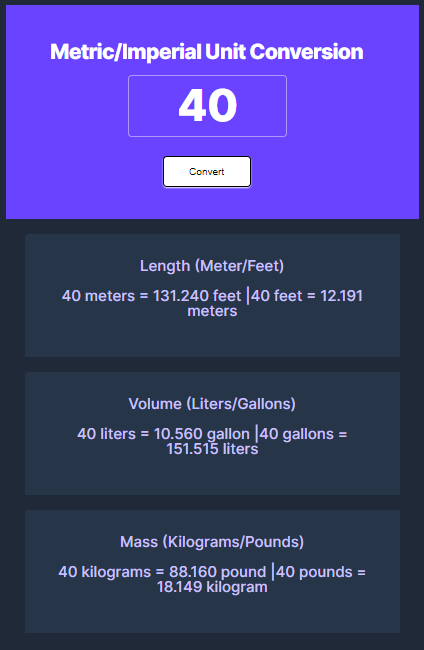 Metric/Imperial Unit Conversion
40
Convert
Length (Meter/Feet)
40 meters = 131.240 feet |40 feet = 12.191
meters
Volume (Liters/Gallons)
40 liters = 10.560 gallon |40 gallons =
151.515 liters
Mass (Kilograms/Pounds)
40 kilograms = 88.160 pound |40 pounds =
18.149 kilogram